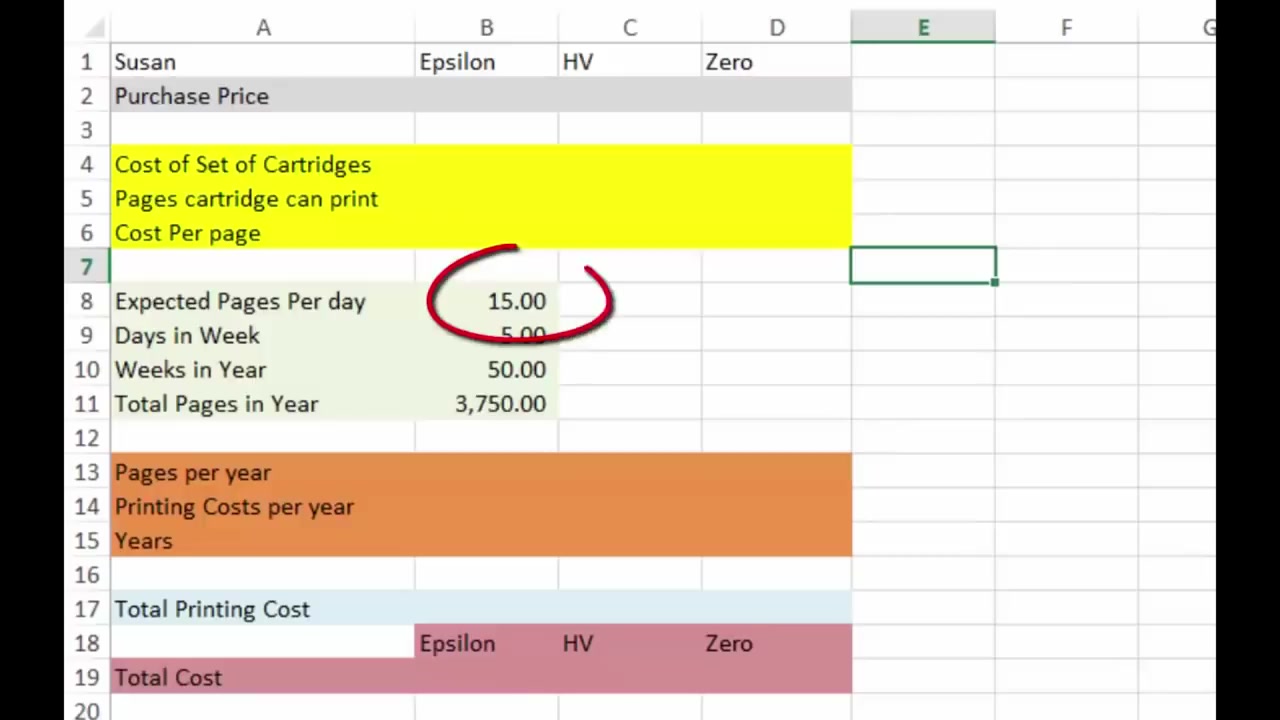 A B C D E F G
1 Susan Epsilon HV Zero
2 Purchase Price
3
4 Cost of Set of Cartridges
5 Pages cartridge can print
6 Cost Per page
7
8 Expected Pages Per day 15.00
9 Days in Week 5.00
10 Weeks in Year 50.00
11 Total Pages in Year 3,750.00
12
13 Pages per year
14 Printing Costs per year
15 Years
16
17 Total Printing Cost
18 Epsilon HV Zero
19 Total Cost
20